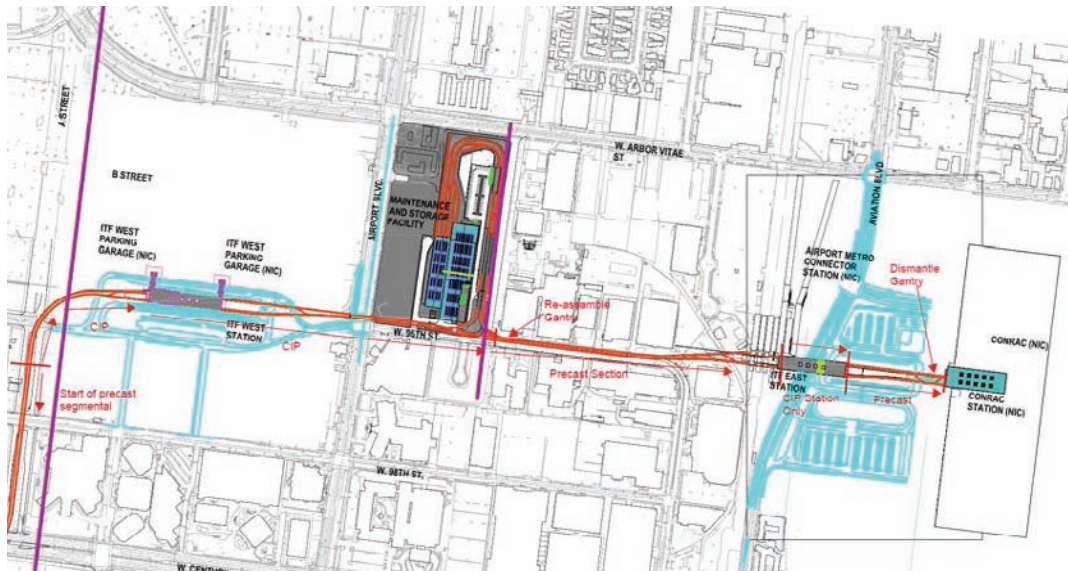 A STREET
B STREET
ITF WEST
PARKING
GARAGE (NIC)
ITF WEST
PARKING
GARAGE (NIC)
CIP
ITF WEST
STATION
CIP
Start of precast
segmental
AIRPORT BLVD
MAINTENANCE
AND STORAGE
FACILITY
W. 96TH ST.
Re-assemble
Gantry
Precast Section
W. ARBOR VITAE
ST
AVIATION BLVD
AIRPORT METRO
CONNECTOR
STATION (NIC)
Dismantle
Gantry
CONRAC (NIC)
ITF EAST
STATION
CIP Station
Only
Precast
CONRAC
STATION (NIC)
W. 98TH ST.
W. CENTURY